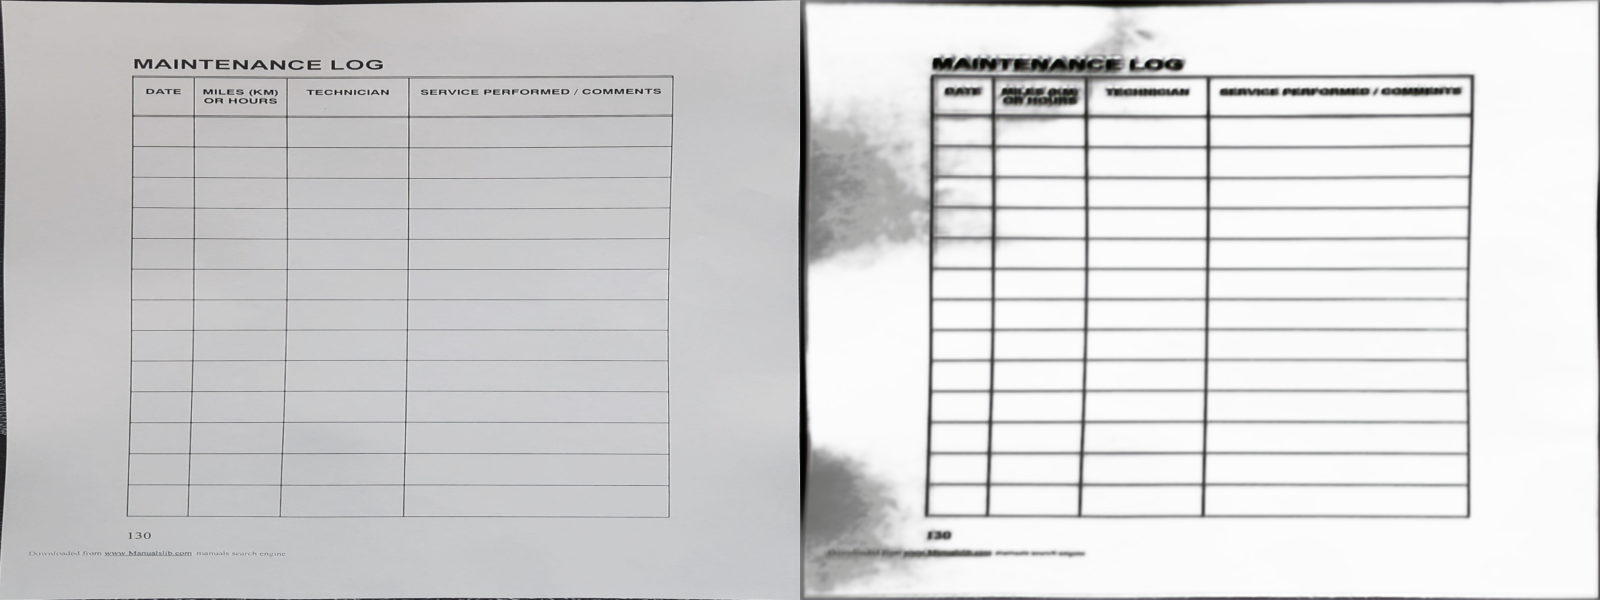 MAINTENANCE LOG
DATE
MILES (KM)
OR HOURS
TECHNICIAN
SERVICE PERFORMED / COMMENTS
130
Downloaded from www.Manualslib.com manuals search engine
MAINTENANCE LOG
DATE
MILES (KM)
OR HOURS
TECHNICIAN
SERVICE PERFORMED / COMMENTS
130
Downloaded from www.Manualslib.com manuals search engine